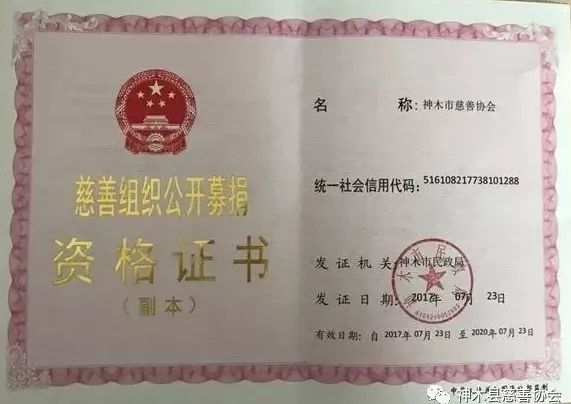 慈善组织公开募捐
资格证书
（副本）
名 称：神木市慈善协会
统一社会信用代码：516108217738101288
发证机关：神木市民政局
发证日期：2017年07月23日
有效日期：自2017年07月23日至2020年07月23日
神木县慈善协会